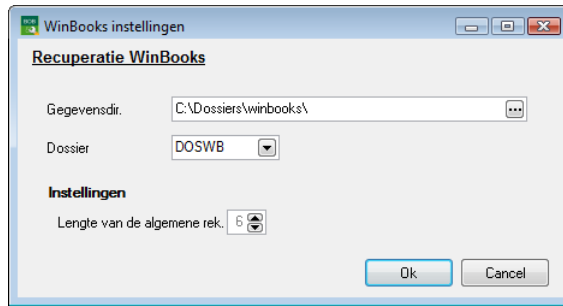 WinBooks instellingen
Recuperatie WinBooks
Gegevensdir. C:\Dossiers\winbooks\ ...
Dossier DOSWB
Instellingen
Lengte van de algemene rek. 6
Ok Cancel